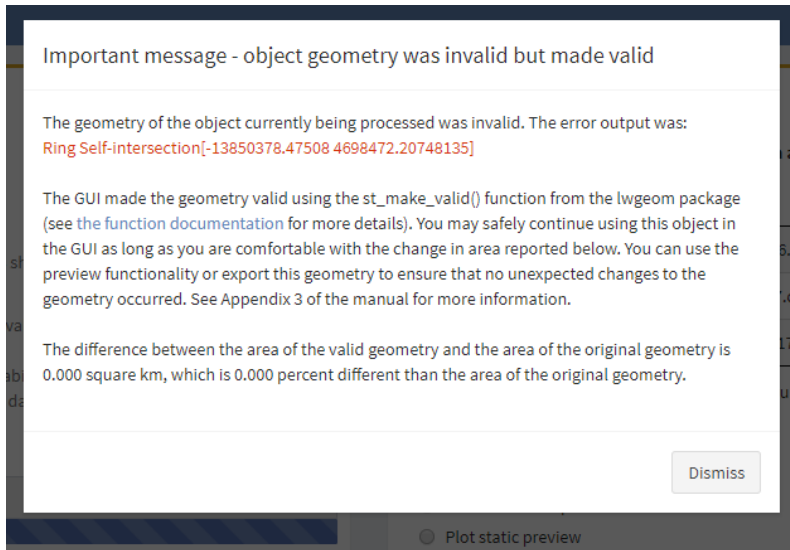 Important message - object geometry was invalid but made valid
The geometry of the object currently being processed was invalid. The error output was:
Ring Self-intersection[-13850378.47508 4698472.20748135]
The GUI made the geometry valid using the st_make_valid() function from the lwgeom package
(see the function documentation for more details). You may safely continue using this object in
the GUI as long as you are comfortable with the change in area reported below. You can use the
preview functionality or export this geometry to ensure that no unexpected changes to the
geometry occurred. See Appendix 3 of the manual for more information.
The difference between the area of the valid geometry and the area of the original geometry is
0.000 square km, which is 0.000 percent different than the area of the original geometry.
Dismiss
Plot static preview